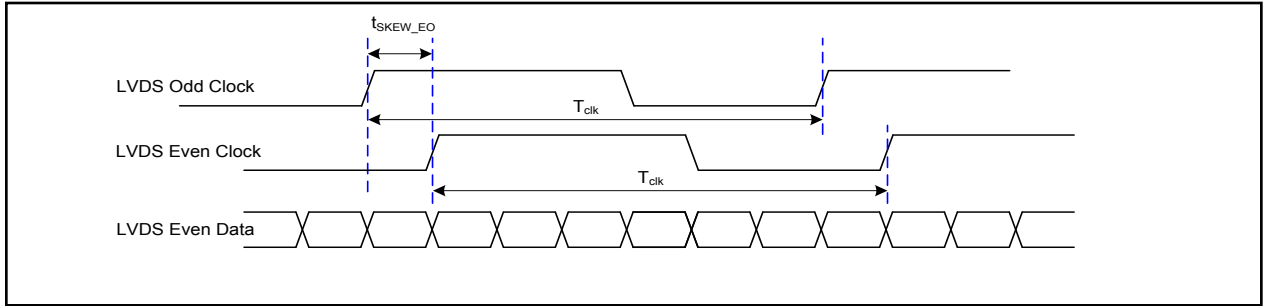 tSKEW_EO
LVDS Odd Clock
Tclk
LVDS Even Clock
Tclk
LVDS Even Data